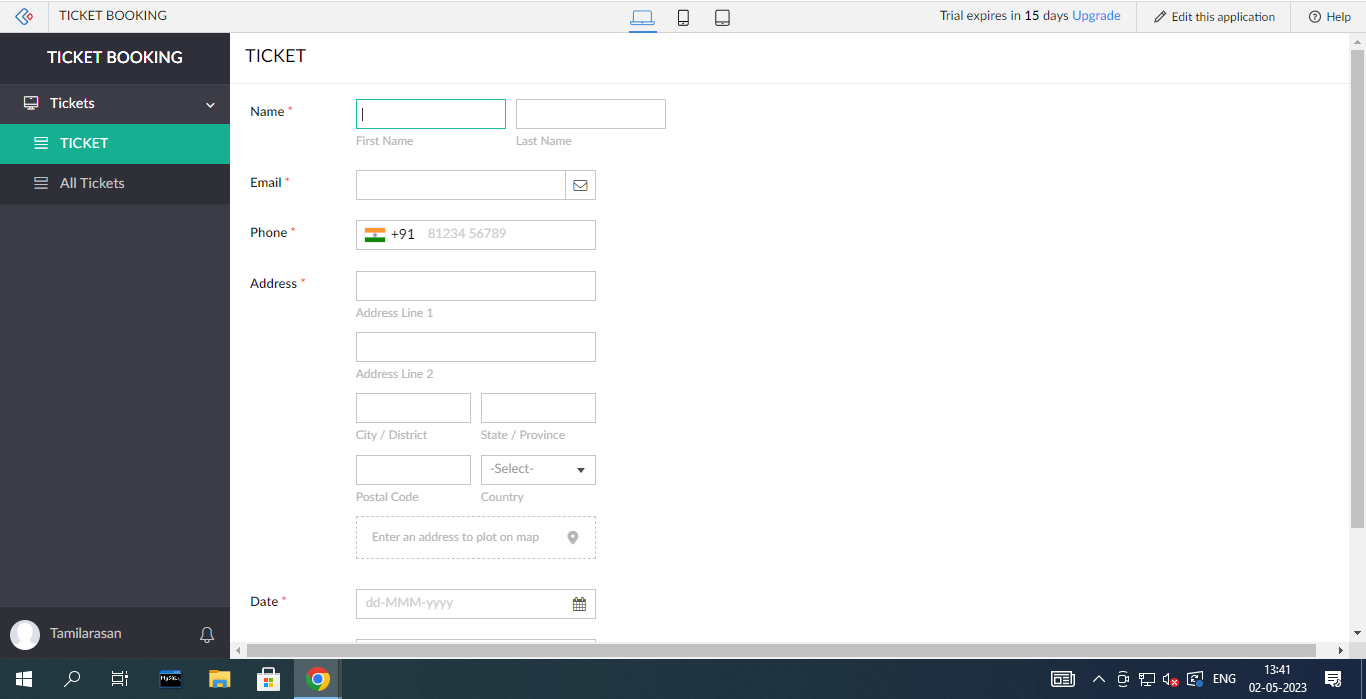 TICKET BOOKING
Trial expires in 15 days Upgrade
Edit this application
Help
TICKET BOOKING
Tickets
TICKET
All Tickets
Tamilarasan
TICKET
Name *
First Name
Last Name
Email *
Phone *
+91 81234 56789
Address *
Address Line 1
Address Line 2
City / District
State / Province
-Select-
Postal Code
Country
Enter an address to plot on map
Date *
dd-MMM-yyyy
MySQL
ENG
13:41
02-05-2023